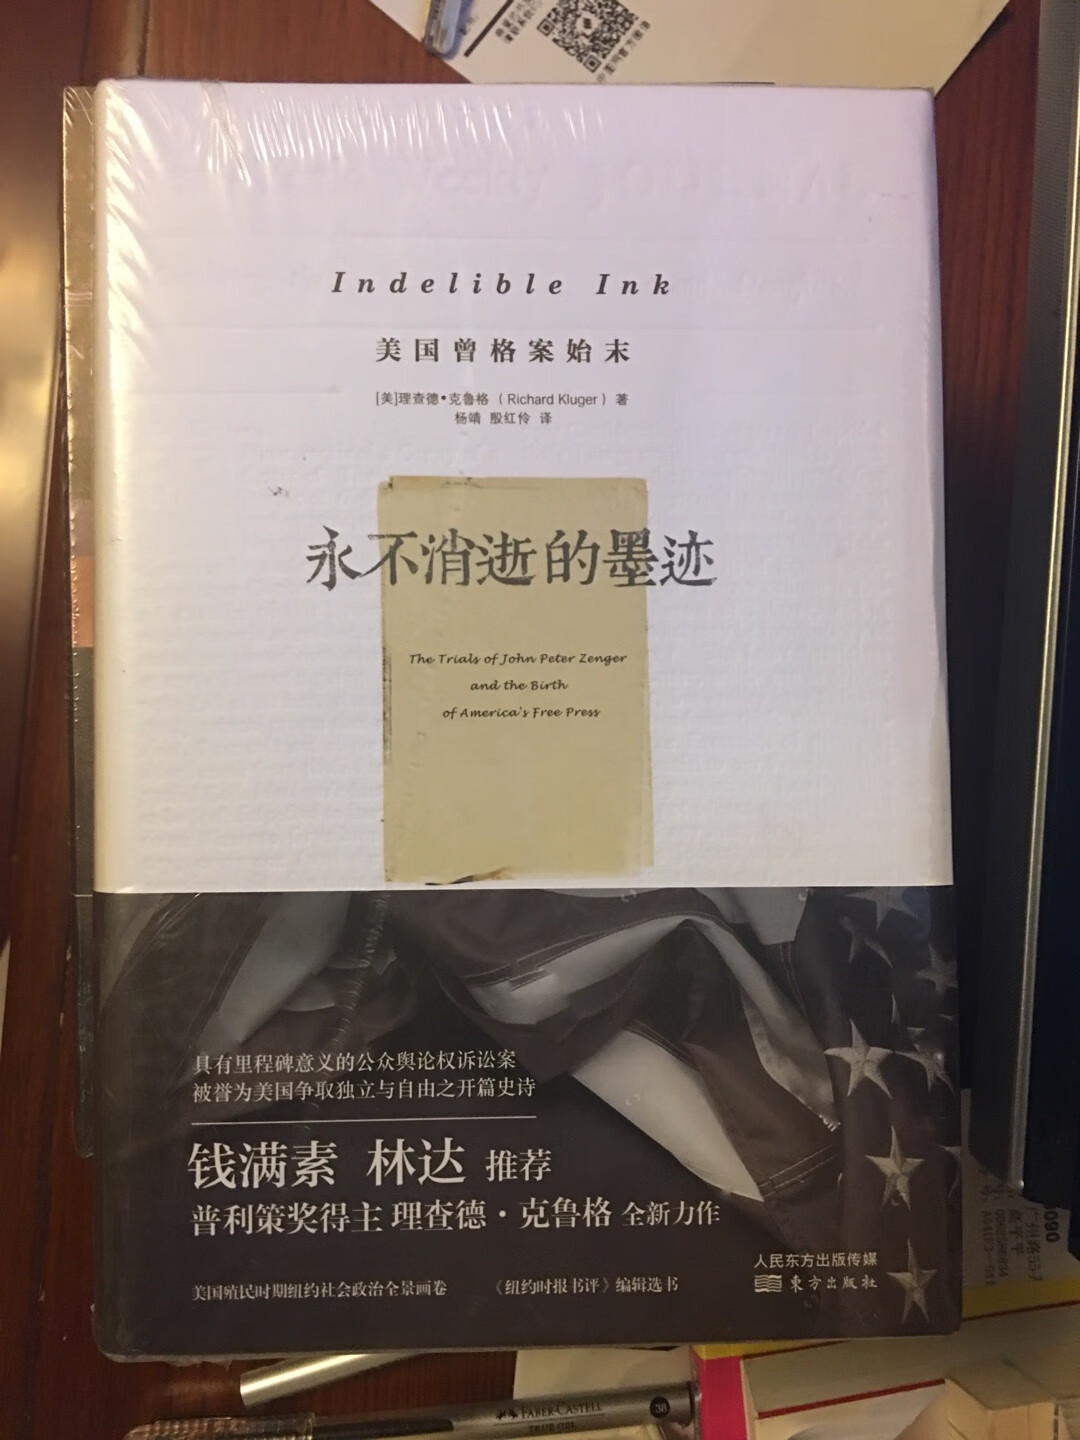 Indelible Ink
美国曾格案始末
[美]理查德•克鲁格（Richard Kluger）著
杨靖 殷红伶 译
永不消逝的墨迹
The Trials of John Peter Zenger
and the Birth
of America's Free Press
具有里程碑意义的公众舆论权诉讼案
被誉为美国争取独立与自由之开篇史诗
钱满素 林达 推荐
普利策奖得主 理查德·克鲁格 全新力作
美国殖民时期纽约社会政治全景画卷 《纽约时报书评》编辑选书
人民东方出版传媒
東方出版社
FABER-CASTELL
TRUE GEL
38